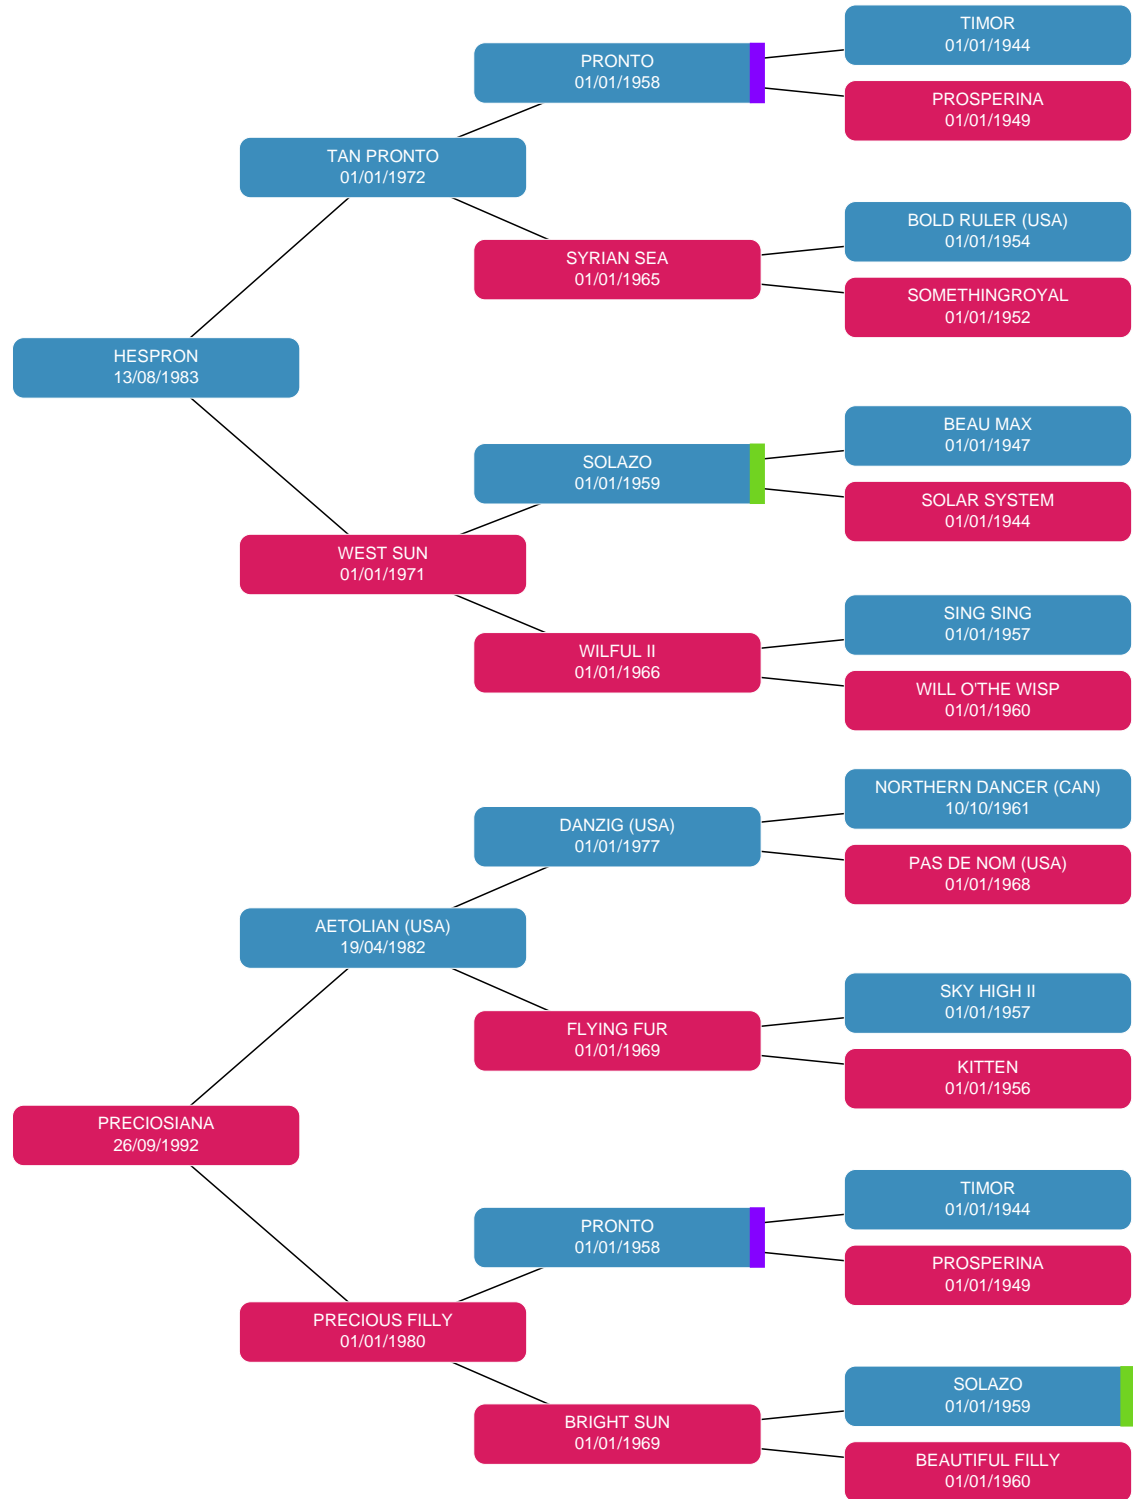 TIMOR
01/01/1944
PRONTO
01/01/1958
PROSPERINA
01/01/1949
TAN PRONTO
01/01/1972
BOLD RULER (USA)
01/01/1954
SYRIAN SEA
01/01/1965
SOMETHINGROYAL
01/01/1952
HESPRON
13/08/1983
BEAU MAX
01/01/1947
SOLAZO
01/01/1959
SOLAR SYSTEM
01/01/1944
WEST SUN
01/01/1971
SING SING
01/01/1957
WILFUL II
01/01/1966
WILL O'THE WISP
01/01/1960
NORTHERN DANCER (CAN)
10/10/1961
DANZIG (USA)
01/01/1977
PAS DE NOM (USA)
01/01/1968
AETOLIAN (USA)
19/04/1982
SKY HIGH II
01/01/1957
FLYING FUR
01/01/1969
KITTEN
01/01/1956
PRECIOSIANA
26/09/1992
TIMOR
01/01/1944
PRONTO
01/01/1958
PROSPERINA
01/01/1949
PRECIOUS FILLY
01/01/1980
SOLAZO
01/01/1959
BRIGHT SUN
01/01/1969
BEAUTIFUL FILLY
01/01/1960